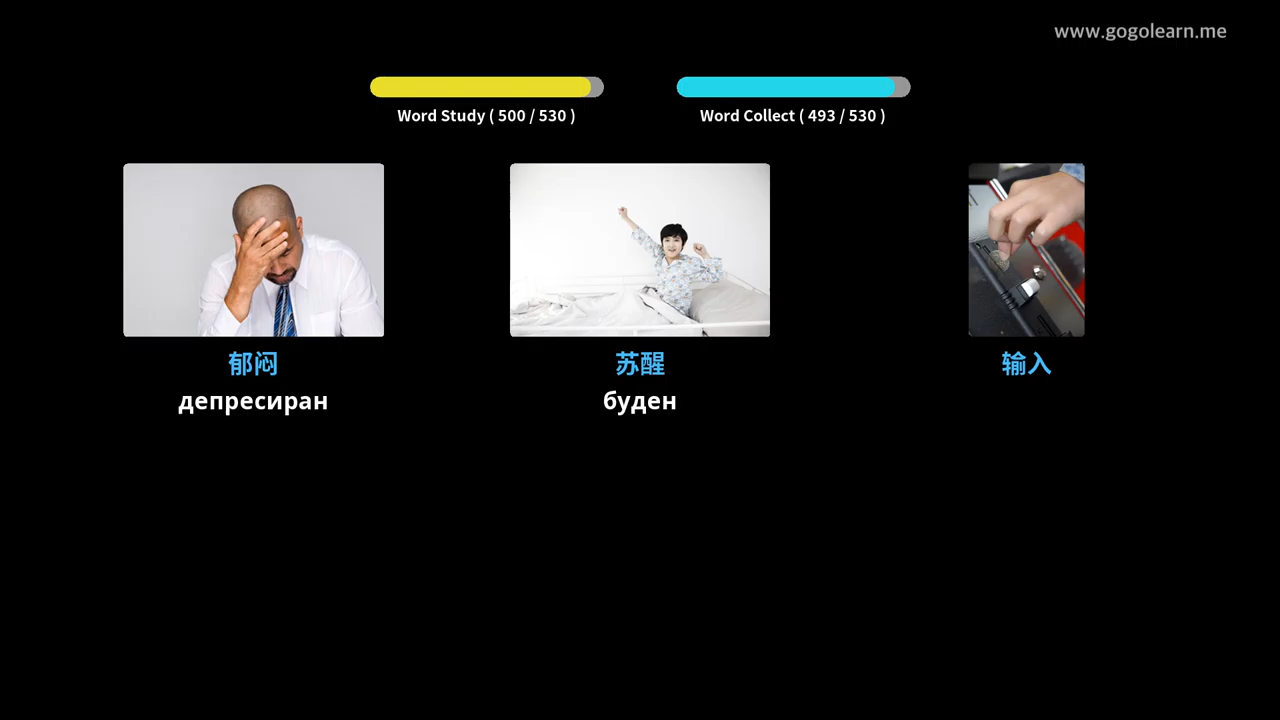 www.gogolearn.me
Word Study ( 500 / 530 )
Word Collect ( 493 / 530 )
郁闷
苏醒
输入
депресиран
буден